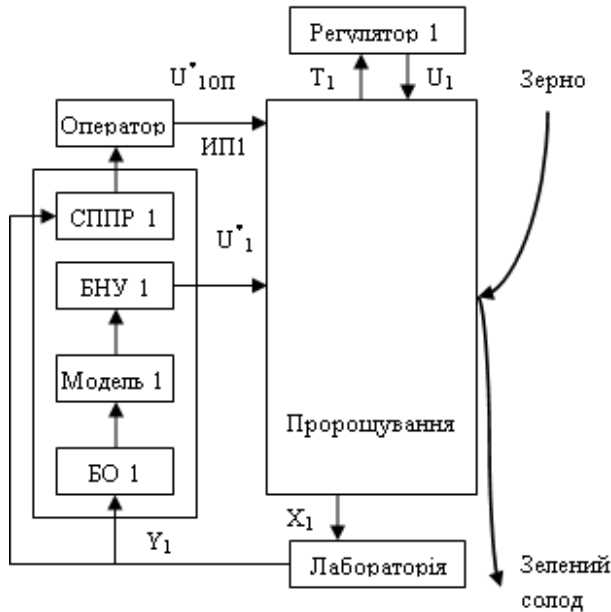 Регулятор 1
U*1ОП
T1
U1
Зерно
Оператор
ИП1
СППР 1
U*1
БНУ 1
Модель 1
Пророщування
БО 1
X1
Y1
Лабораторія
Зелений
солод